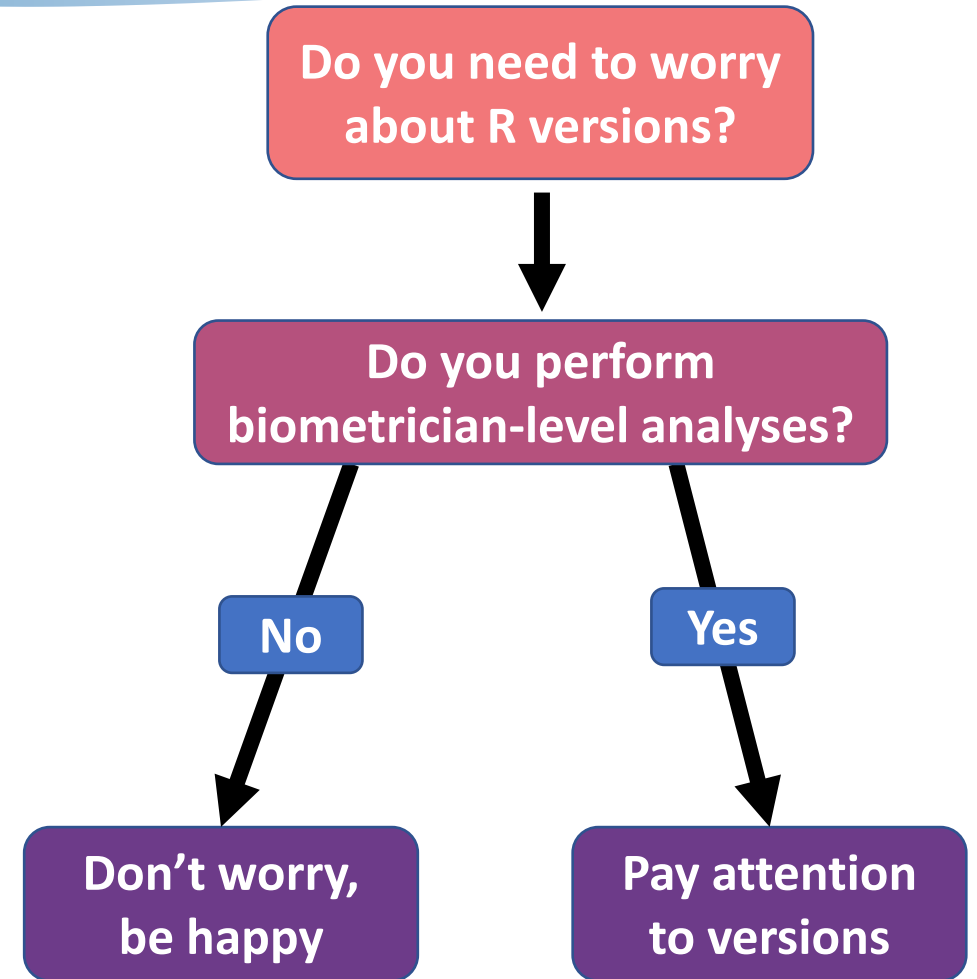 Do you need to worry
about R versions?
Do you perform
biometrician-level analyses?
No
Yes
Don’t worry,
be happy
Pay attention
to versions